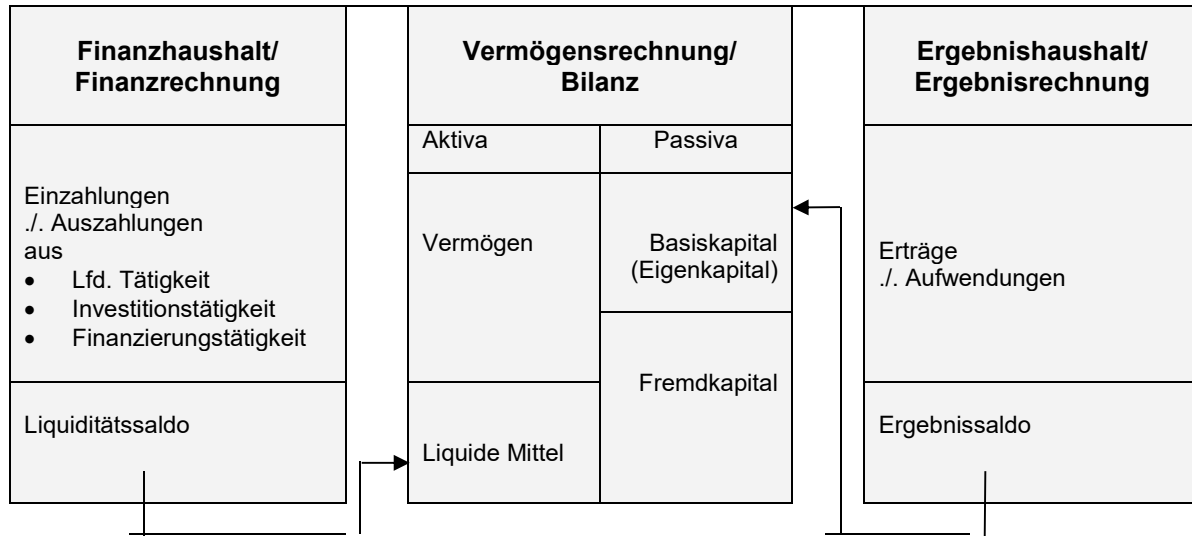 Finanzhaushalt/
Finanzrechnung
Einzahlungen
./. Auszahlungen
aus
• Lfd. Tätigkeit
• Investitionstätigkeit
• Finanzierungstätigkeit
Liquiditätssaldo
Vermögensrechnung/
Bilanz
Aktiva
Passiva
Vermögen
Basiskapital
(Eigenkapital)
Fremdkapital
Liquide Mittel
Ergebnishaushalt/
Ergebnisrechnung
Erträge
./. Aufwendungen
Ergebnissaldo